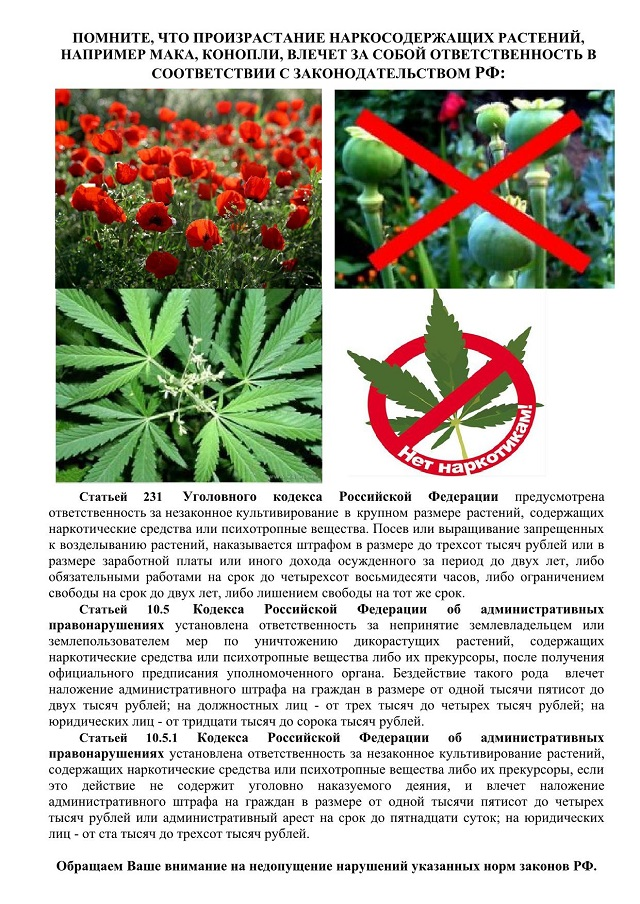 ПОМНИТЕ, ЧТО ПРОИЗРАСТАНИЕ НАРКОСОДЕРЖАЩИХ РАСТЕНИЙ,
НАПРИМЕР МАКА, КОНОПЛИ, ВЛЕЧЕТ ЗА СОБОЙ ОТВЕТСТВЕННОСТЬ В
СООТВЕТСТВИИ С ЗАКОНОДАТЕЛЬСТВОМ РФ:
Нет наркотикам!
Статьей 231 Уголовного кодекса Российской Федерации предусмотрена
ответственность за незаконное культивирование в крупном размере растений, содержащих
наркотические средства или психотропные вещества. Посев или выращивание запрещенных
к возделыванию растений, наказывается штрафом в размере до трехсот тысяч рублей или в
размере заработной платы или иного дохода осужденного за период до двух лет, либо
обязательными работами на срок до четырехсот восьмидесяти часов, либо ограничением
свободы на срок до двух лет, либо лишением свободы на тот же срок.
Статьей 10.5 Кодекса Российской Федерации об административных
правонарушениях установлена ответственность за непринятие землевладельцем или
землепользователем мер по уничтожению дикорастущих растений, содержащих
наркотические средства или психотропные вещества либо их прекурсоры, после получения
официального предписания уполномоченного органа. Бездействие такого рода влечет
наложение административного штрафа на граждан в размере от одной тысячи пятисот до
двух тысяч рублей; на должностных лиц - от трех тысяч до четырех тысяч рублей; на
юридических лиц - от тридцати тысяч до сорока тысяч рублей.
Статьей 10.5.1 Кодекса Российской Федерации об административных
правонарушениях установлена ответственность за незаконное культивирование растений,
содержащих наркотические средства или психотропные вещества либо их прекурсоры, если
это действие не содержит уголовно наказуемого деяния, и влечет наложение
административного штрафа на граждан в размере от одной тысячи пятисот до четырех
тысяч рублей или административный арест на срок до пятнадцати суток; на юридических
лиц - от ста тысяч до трехсот тысяч рублей.
Обращаем Ваше внимание на недопущение нарушений указанных норм законов РФ.